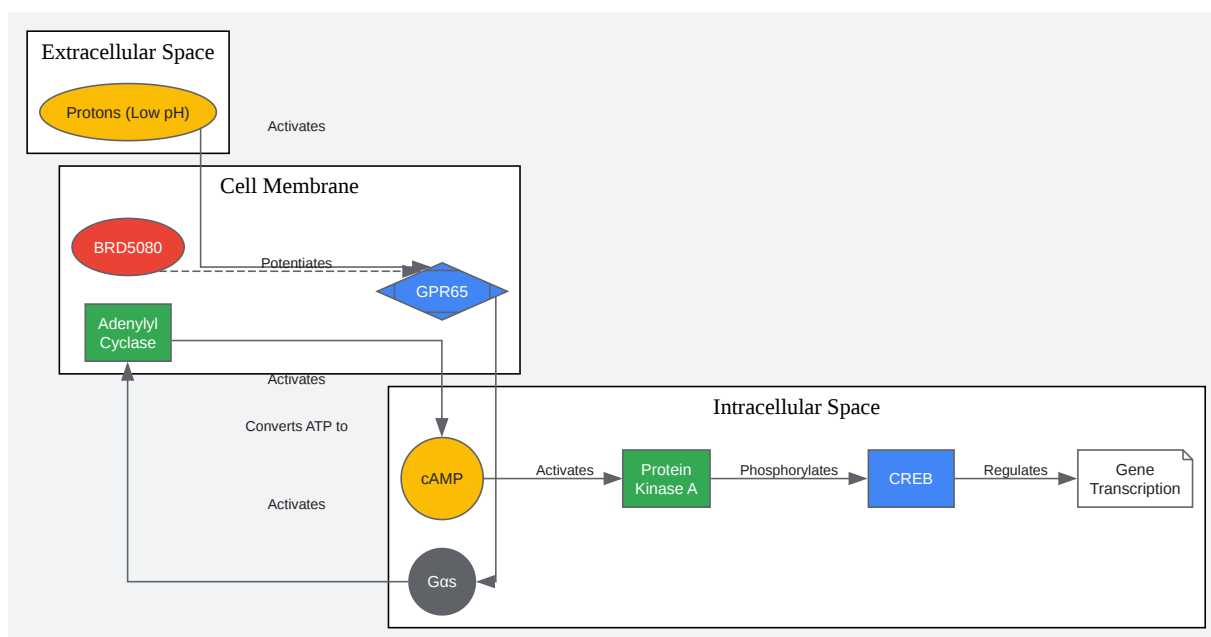 Extracellular Space
Protons (Low pH)
Activates
Cell Membrane
BRD5080
Potentiates
GPR65
Adenylyl
Cyclase
Activates
Converts ATP to
Intracellular Space
cAMP
Activates
Protein
Kinase A
Phosphorylates
CREB
Regulates
Gene
Transcription
Activates
Gαs